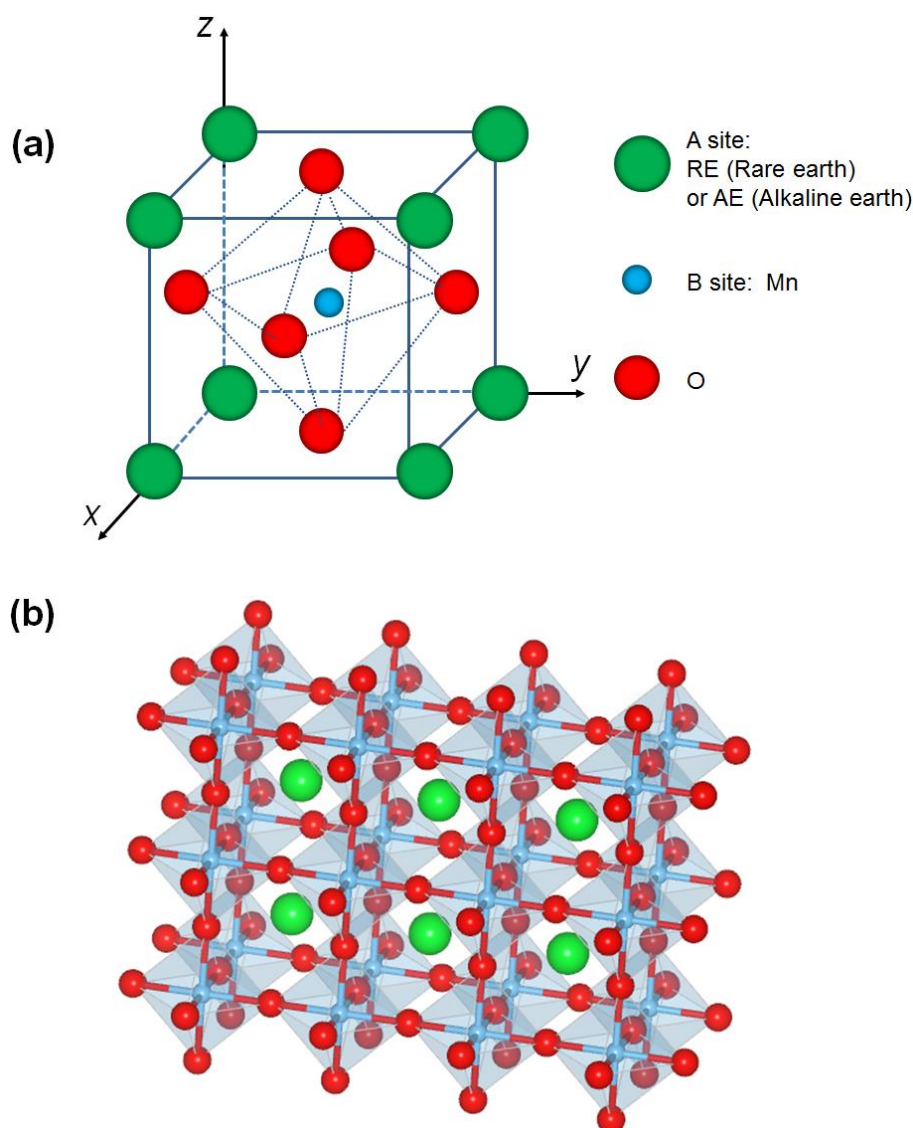 z
(a)
A site:
RE (Rare earth)
or AE (Alkaline earth)
B site: Mn
y
O
x
(b)